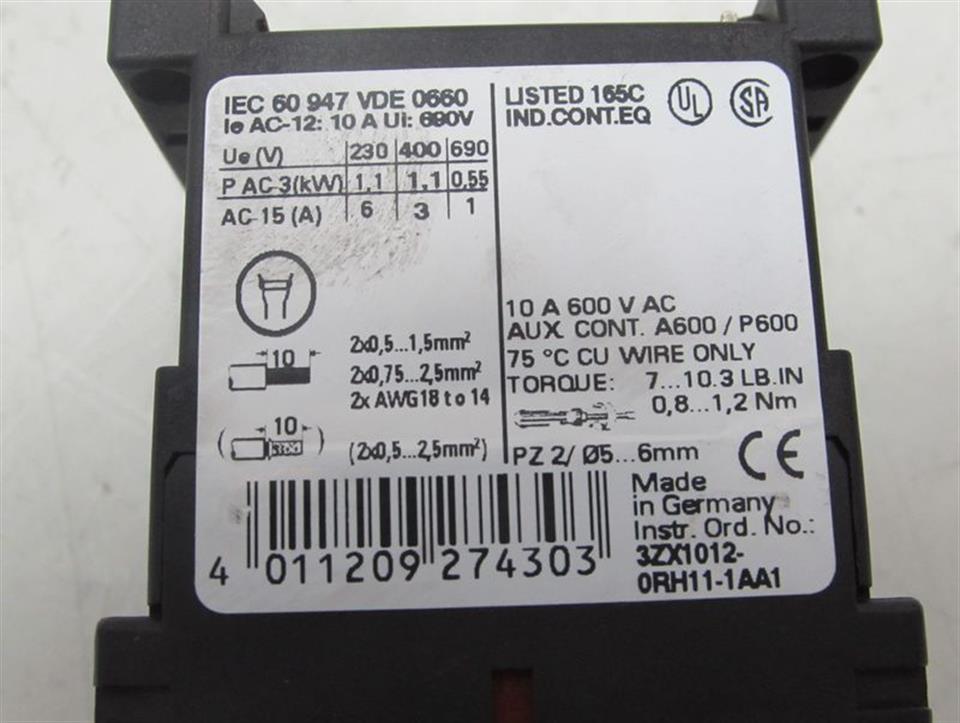 IEC 60 947 VDE 0660
Ie AC-12: 10 A Ui: 690V
Ue (V) 230 400 690
P AC-3(kW) 1,1 1,1 0,55
AC-15 (A) 6 3 1
10 2x0,5...1,5mm²
2x0,75...2,5mm²
2x AWG18 to 14
( 10 ) (2x0,5...2,5mm²)
LISTED 165C
IND.CONT.EQ
UL
SA
10 A 600 V AC
AUX. CONT. A600 / P600
75 °C CU WIRE ONLY
TORQUE: 7...10.3 LB.IN
0,8...1,2 Nm
PZ 2/ Ø5...6mm
CE
Made
in Germany
Instr. Ord. No.:
3ZX1012-
0RH11-1AA1
4 011209 274303